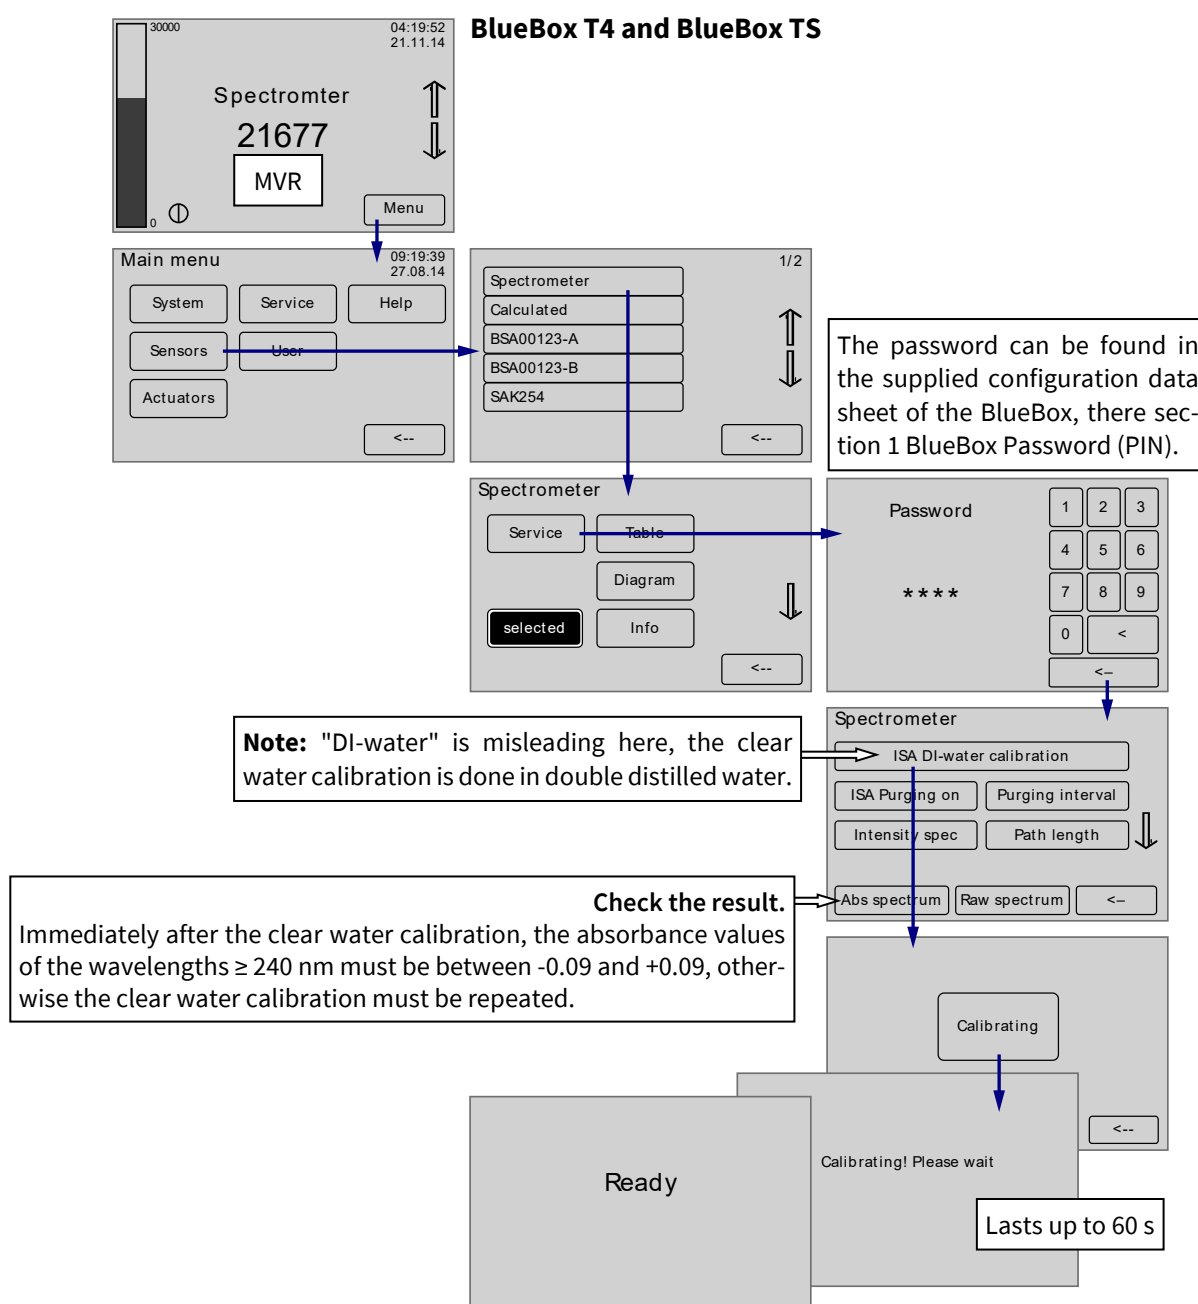 BlueBox T4 and BlueBox TS
30000
04:19:52
21.11.14
Spectromter
21677
MVR
0
Menu
Main menu
09:19:39
27.08.14
System
Service
Help
Sensors
User
Actuators
<--
1/2
Spectrometer
Calculated
BSA00123-A
BSA00123-B
SAK254
<--
The password can be found in
the supplied configuration data
sheet of the BlueBox, there sec-
tion 1 BlueBox Password (PIN).
Spectrometer
Service
Table
Diagram
selected
Info
<--
Password
****
1 2 3
4 5 6
7 8 9
0 <
<–
Note: "DI-water" is misleading here, the clear
water calibration is done in double distilled water.
Spectrometer
ISA DI-water calibration
ISA Purging on
Purging interval
Intensity spec
Path length
Abs spectrum
Raw spectrum
<–
Check the result.
Immediately after the clear water calibration, the absorbance values
of the wavelengths ≥ 240 nm must be between -0.09 and +0.09, other-
wise the clear water calibration must be repeated.
Calibrating
<--
Calibrating! Please wait
Lasts up to 60 s
Ready